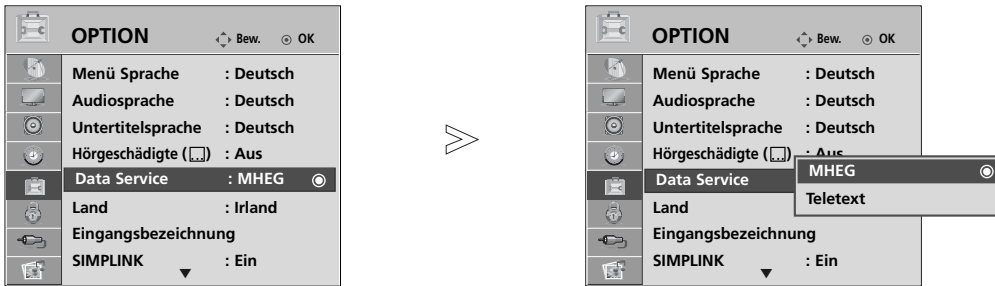 OPTION Bew. OK
Menü Sprache : Deutsch
Audiosprache : Deutsch
Untertitelsprache : Deutsch
Hörgeschädigte ( ) : Aus
Data Service : MHEG
Land : Irland
Eingangsbezeichnung
SIMPLINK : Ein
OPTION Bew. OK
Menü Sprache : Deutsch
Audiosprache : Deutsch
Untertitelsprache : Deutsch
Hörgeschädigte ( ) : Aus
Data Service
MHEG
Teletext
Land
Eingangsbezeichnung
SIMPLINK : Ein